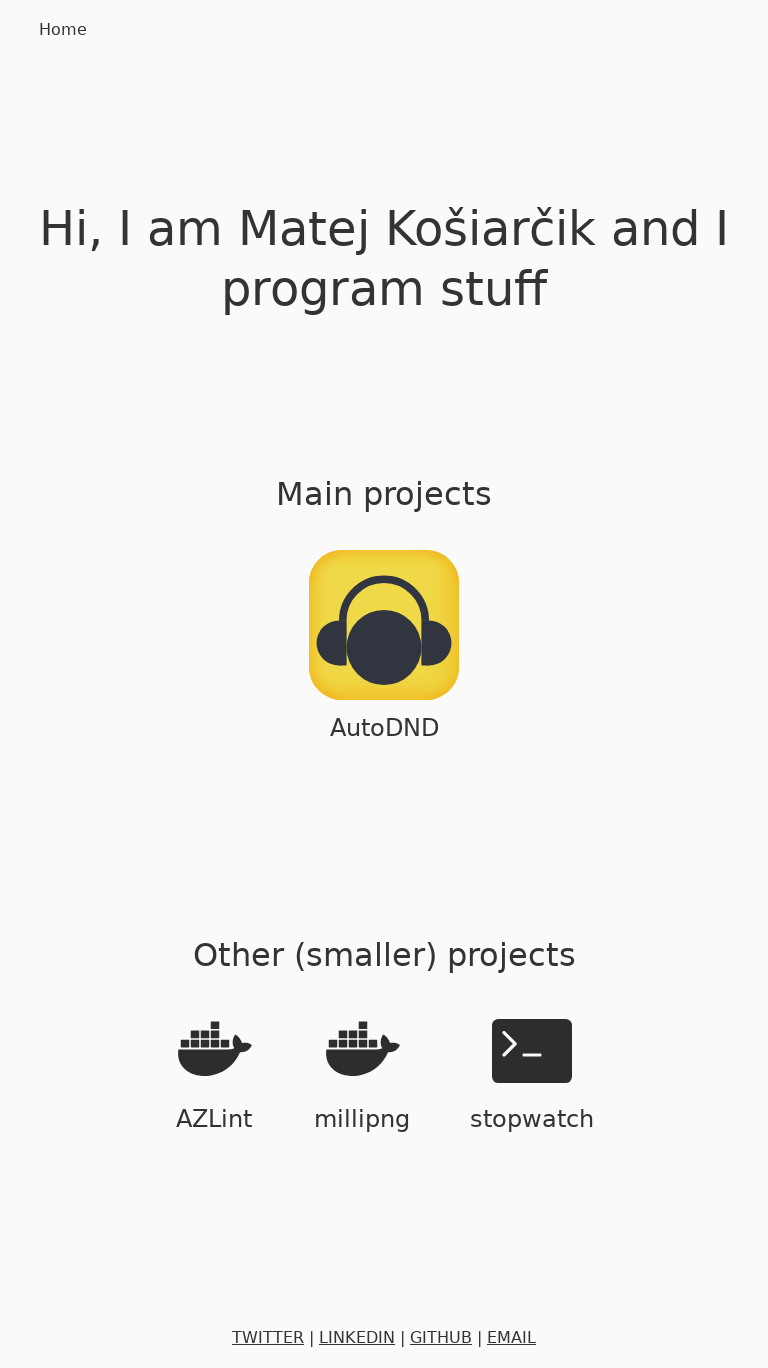 Home
Hi, I am Matej Košiarčik and I
program stuff
Main projects
AutoDND
Other (smaller) projects
AZLint
millipng
stopwatch
TWITTER | LINKEDIN | GITHUB | EMAIL